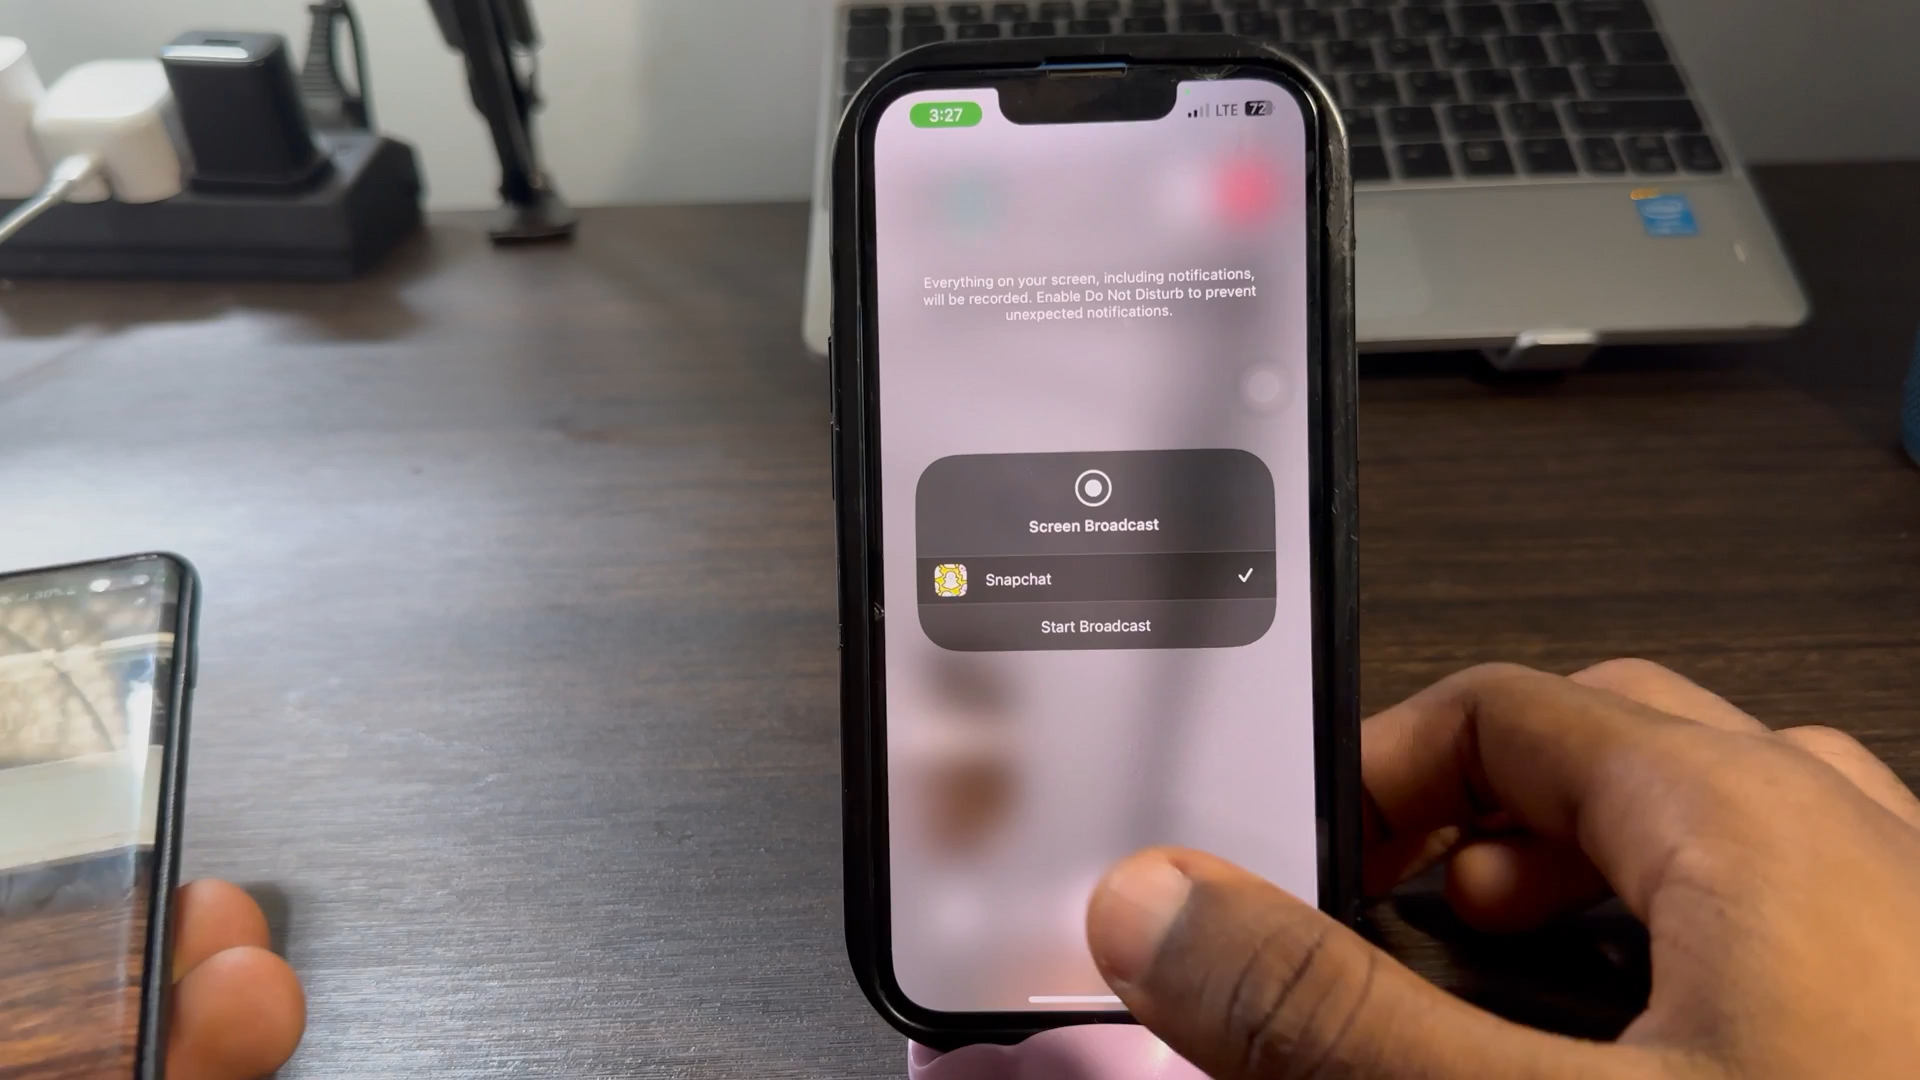 3:27
LTE 72
Everything on your screen, including notifications,
will be recorded. Enable Do Not Disturb to prevent
unexpected notifications.
Screen Broadcast
Snapchat
Start Broadcast